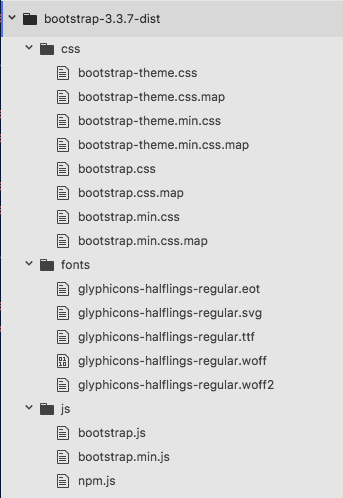 bootstrap-3.3.7-dist
css
bootstrap-theme.css
bootstrap-theme.css.map
bootstrap-theme.min.css
bootstrap-theme.min.css.map
bootstrap.css
bootstrap.css.map
bootstrap.min.css
bootstrap.min.css.map
fonts
glyphicons-halflings-regular.eot
glyphicons-halflings-regular.svg
glyphicons-halflings-regular.ttf
glyphicons-halflings-regular.woff
glyphicons-halflings-regular.woff2
js
bootstrap.js
bootstrap.min.js
npm.js